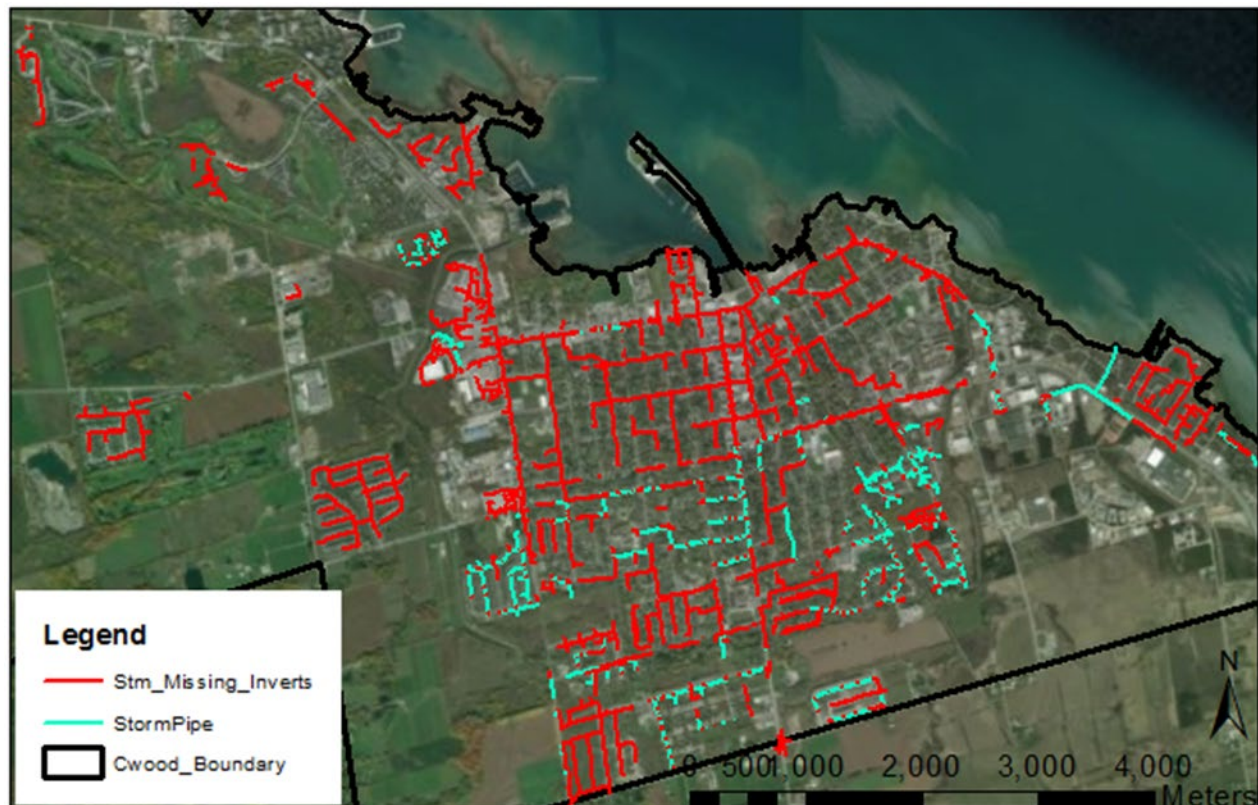 Legend
Stm_Missing_Inverts
StormPipe
Cwood_Boundary
N
0 500 1,000 2,000 3,000 4,000
Meters